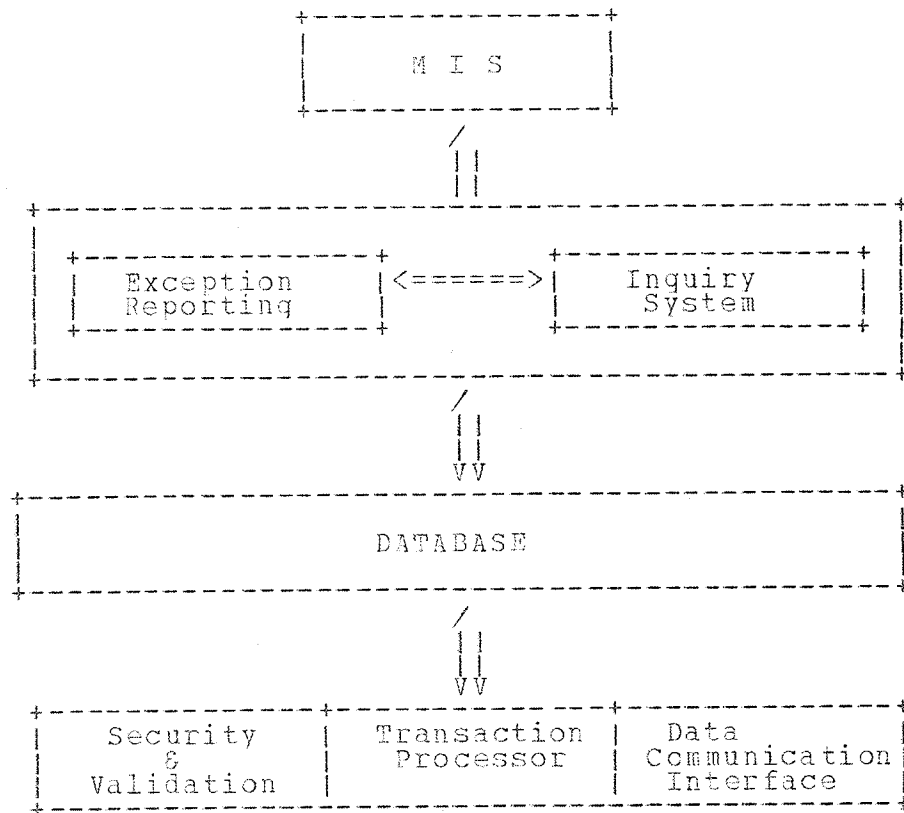 M I S
Exception Inquiry
Reporting System
DATABASE
Security Transaction Data
& Processor Communication
Validation Interface